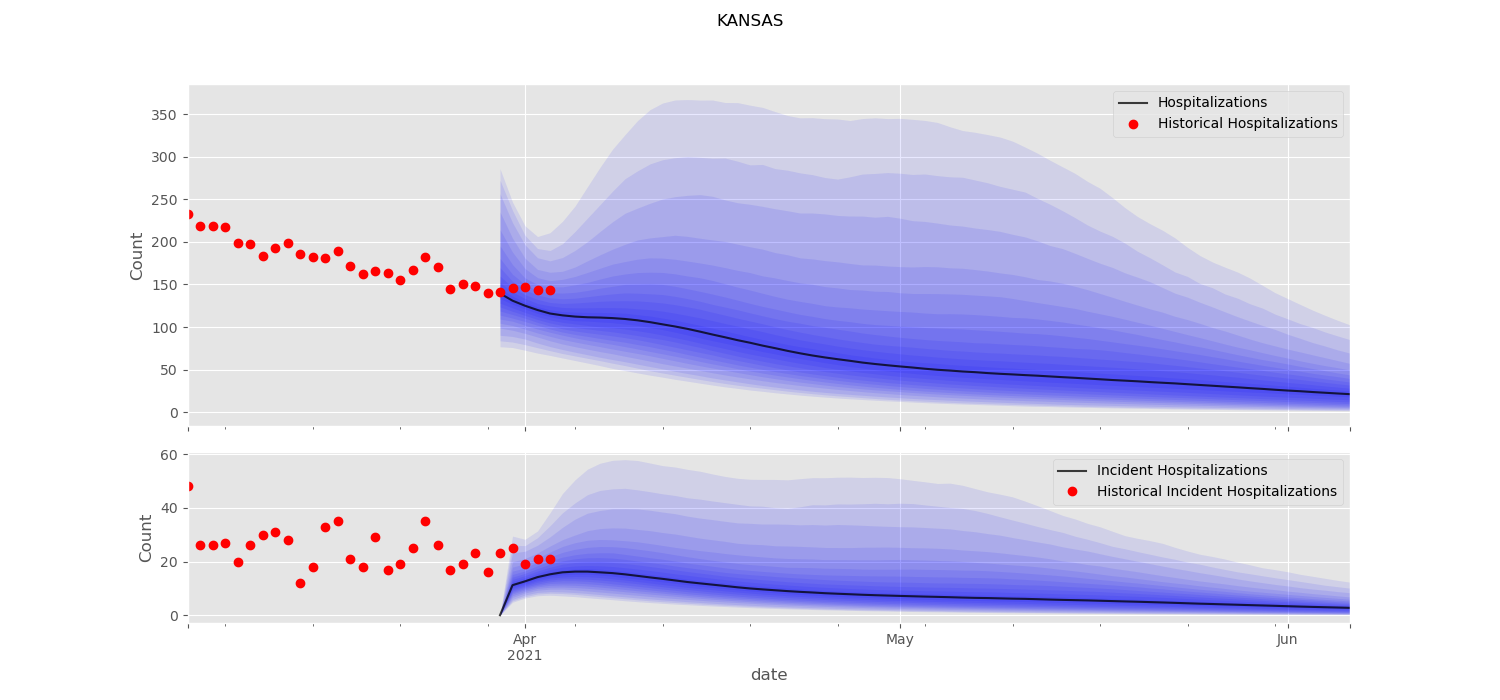 KANSAS
Hospitalizations
Historical Hospitalizations
Count
350
300
250
200
150
100
50
0
Incident Hospitalizations
Historical Incident Hospitalizations
Count
60
40
20
0
Apr
2021
May
Jun
date